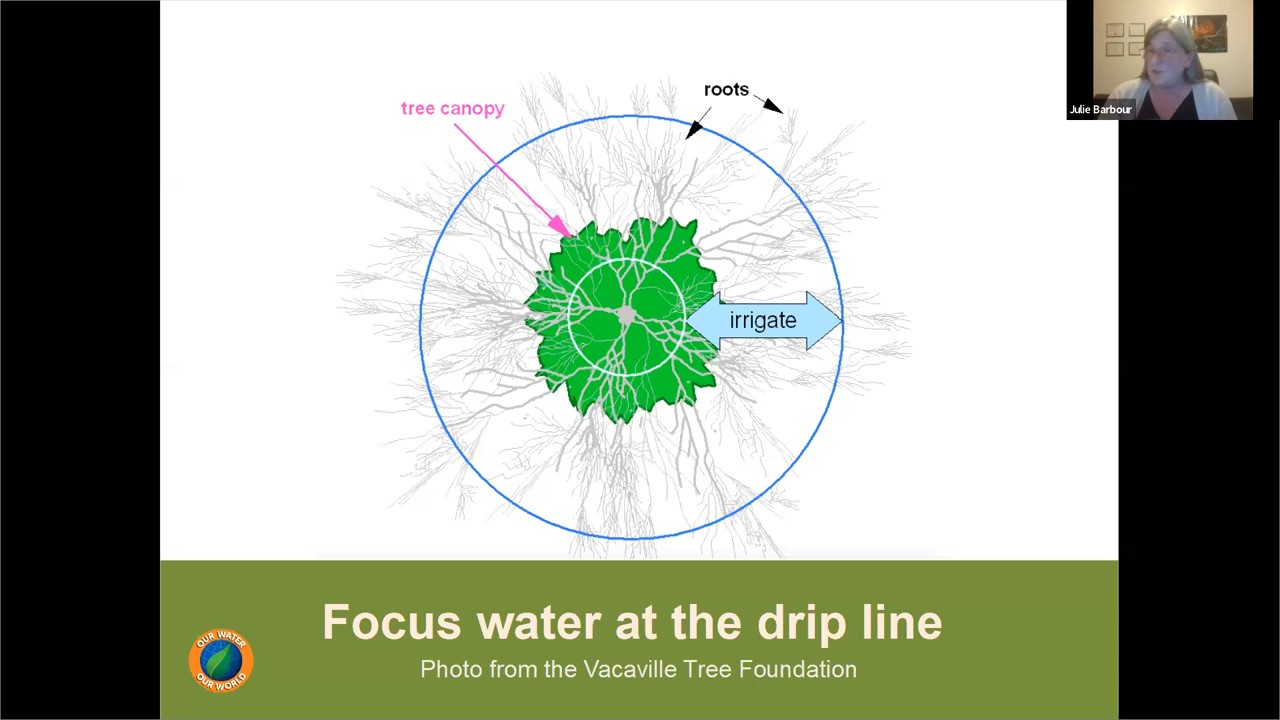 roots
tree canopy
Julie Barbour
irrigate
Focus water at the drip line
Photo from the Vacaville Tree Foundation
OUR WATER
OUR WORLD